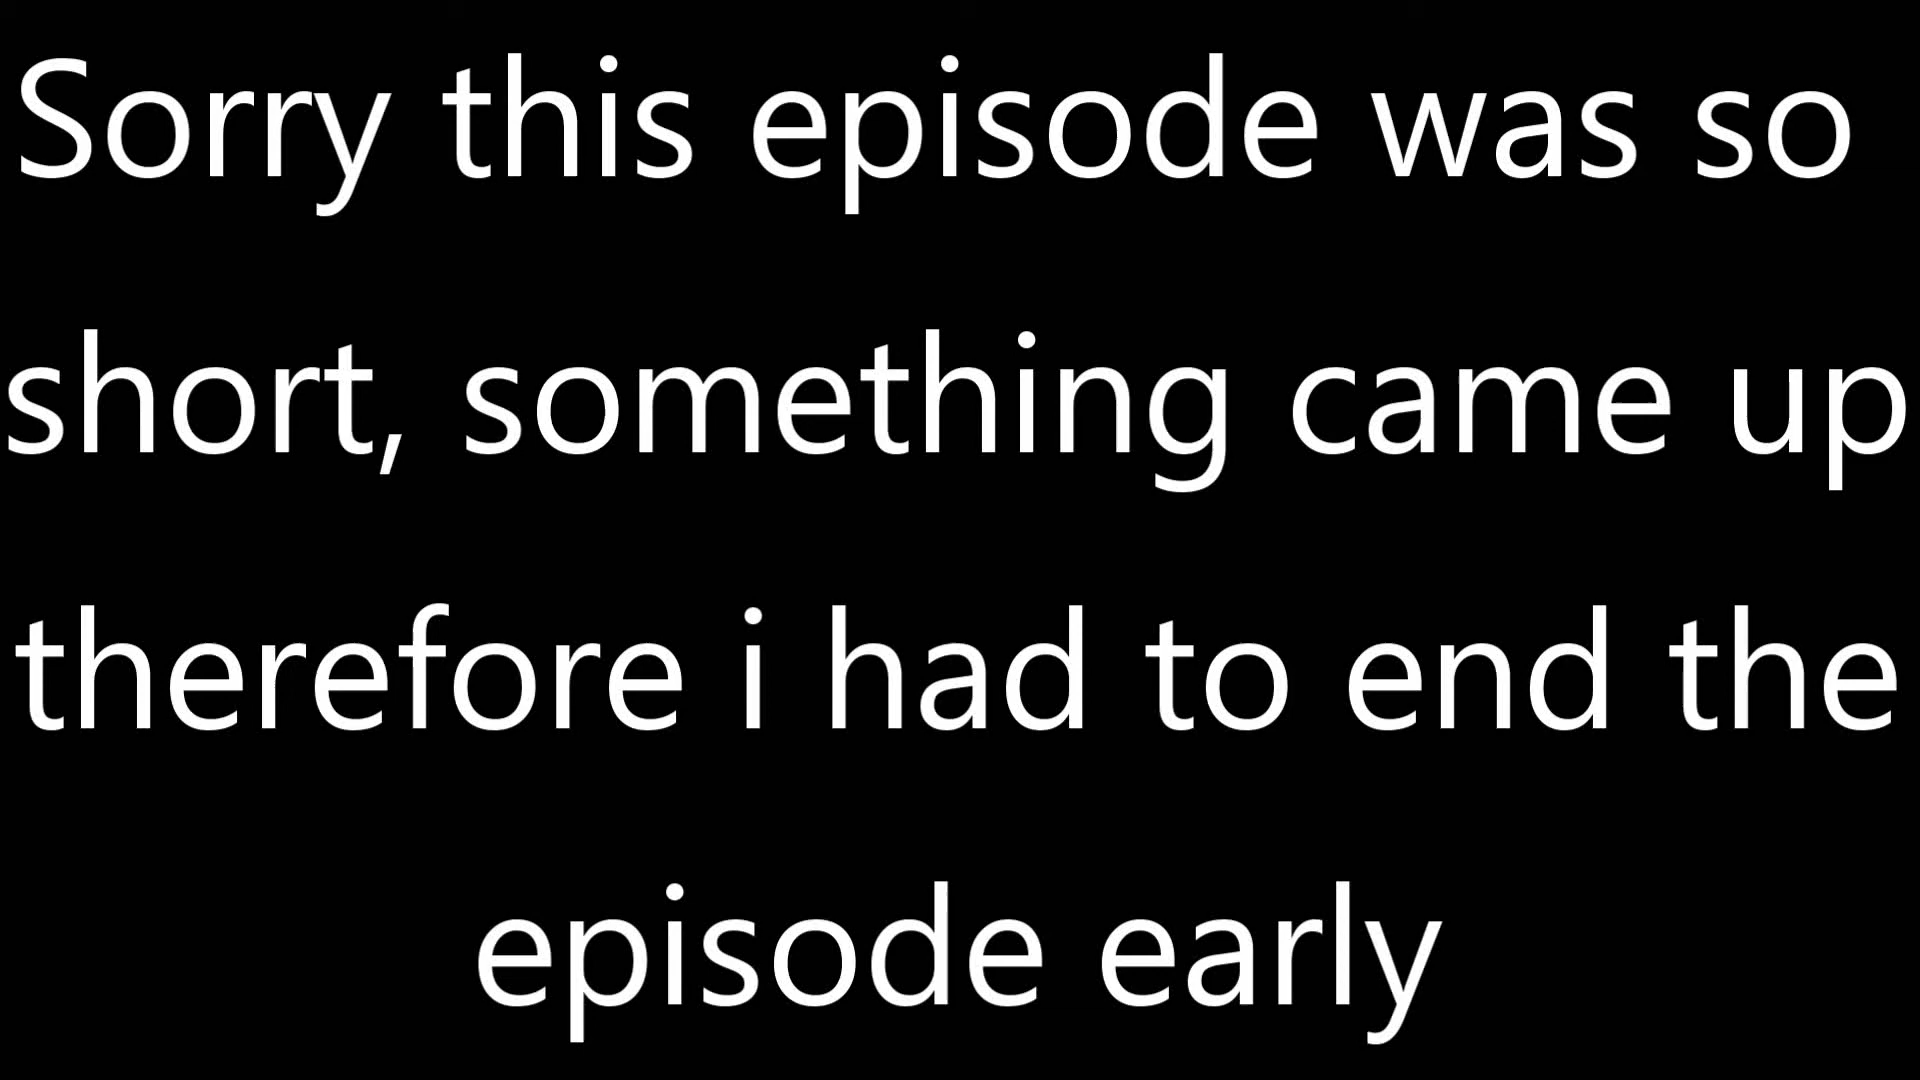 Sorry this episode was so
short, something came up
therefore i had to end the
episode early